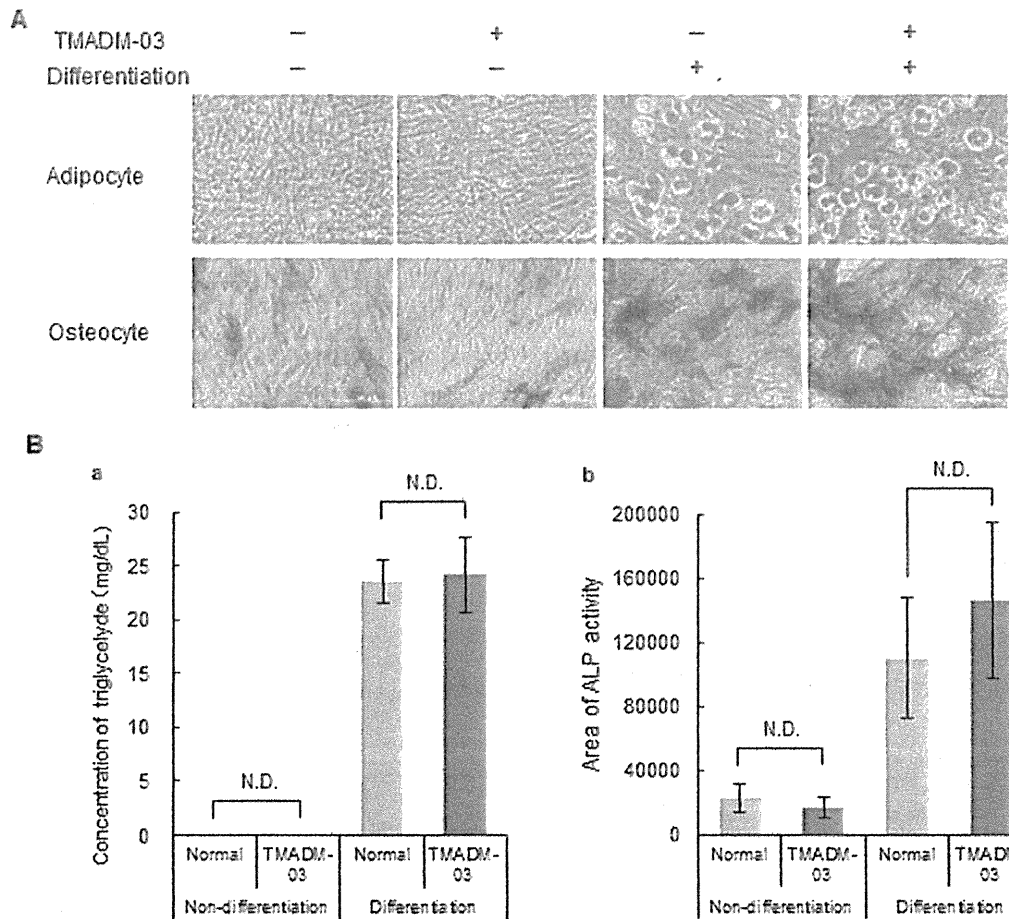 A
TMADM-03 − + − +
Differentiation − − + +
Adipocyte
Osteocyte
B
a
Concentration of triglycelyde (mg/dL)
35
30
25
20
15
10
5
0
N.D.
N.D.
Normal TMADM-03 Normal TMADM-03
Non-differentiation Differentiation
b
Area of ALP activity
200000
160000
120000
80000
40000
0
N.D.
N.D.
Normal TMADM-03 Normal
Non-differentiation Differentiation